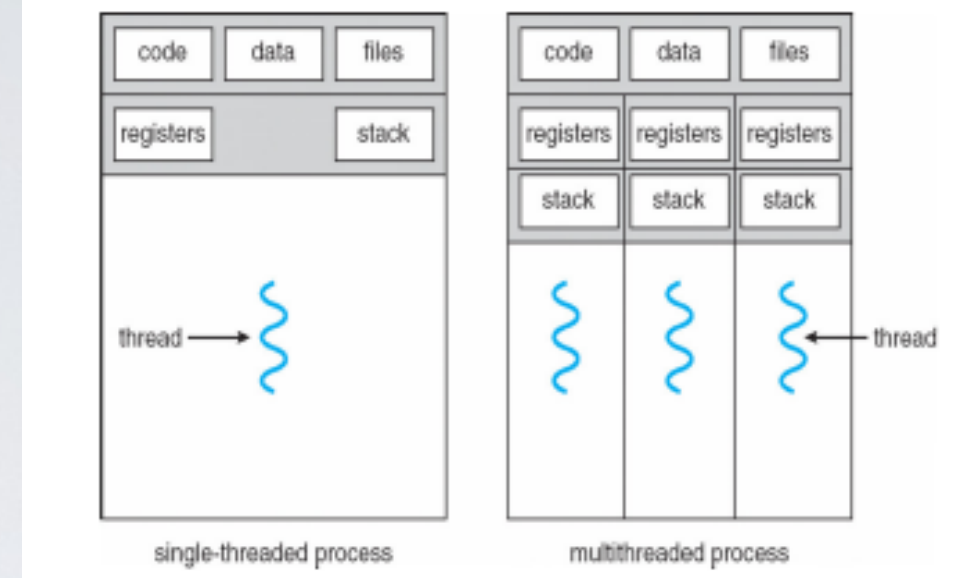 code data files code data files
registers stack registers registers registers
stack stack stack
thread thread
single-threaded process multithreaded process